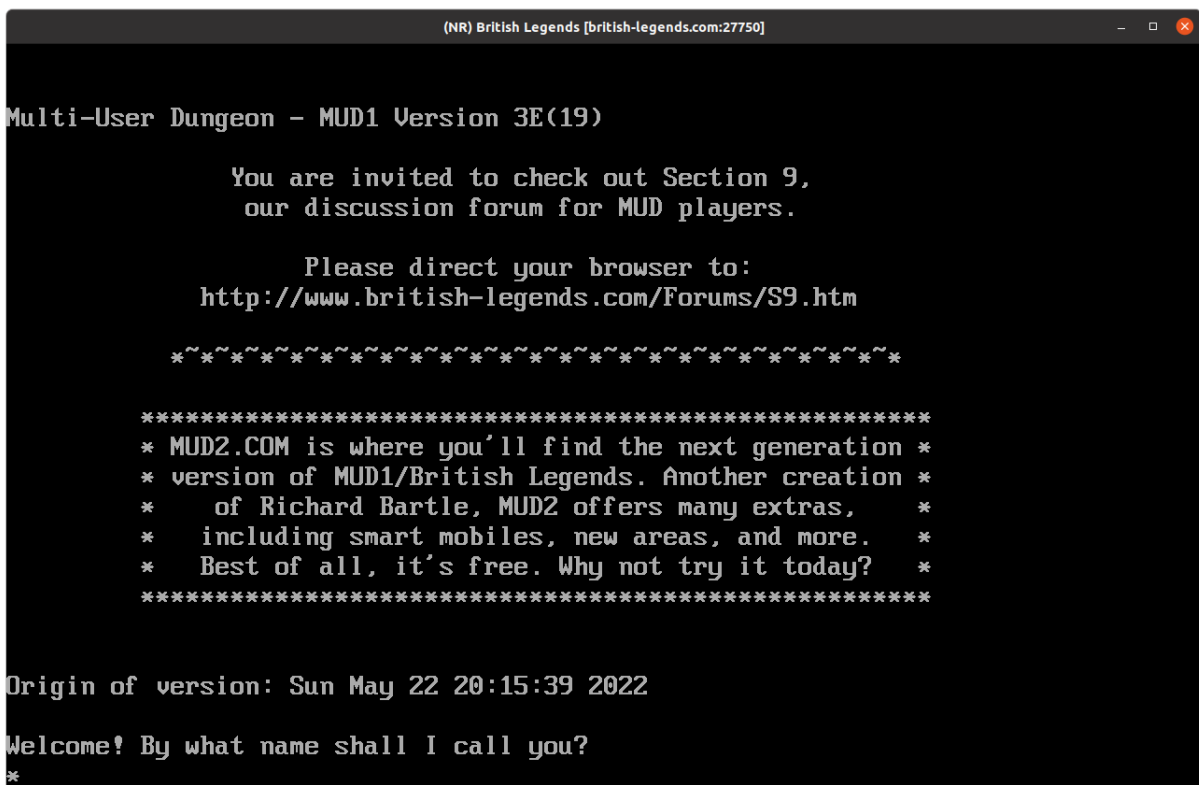 (NR) British Legends [british-legends.com:27750]
Multi-User Dungeon - MUD1 Version 3E(19)
You are invited to check out Section 9,
our discussion forum for MUD players.
Please direct your browser to:
http://www.british-legends.com/Forums/S9.htm
*~*~*~*~*~*~*~*~*~*~*~*~*~*~*~*~*~*~*~*~*~*~*~*~*
*****************************************************
* MUD2.COM is where you'll find the next generation *
* version of MUD1/British Legends. Another creation *
* of Richard Bartle, MUD2 offers many extras, *
* including smart mobiles, new areas, and more. *
* Best of all, it's free. Why not try it today? *
*****************************************************
Origin of version: Sun May 22 20:15:39 2022
Welcome! By what name shall I call you?
*